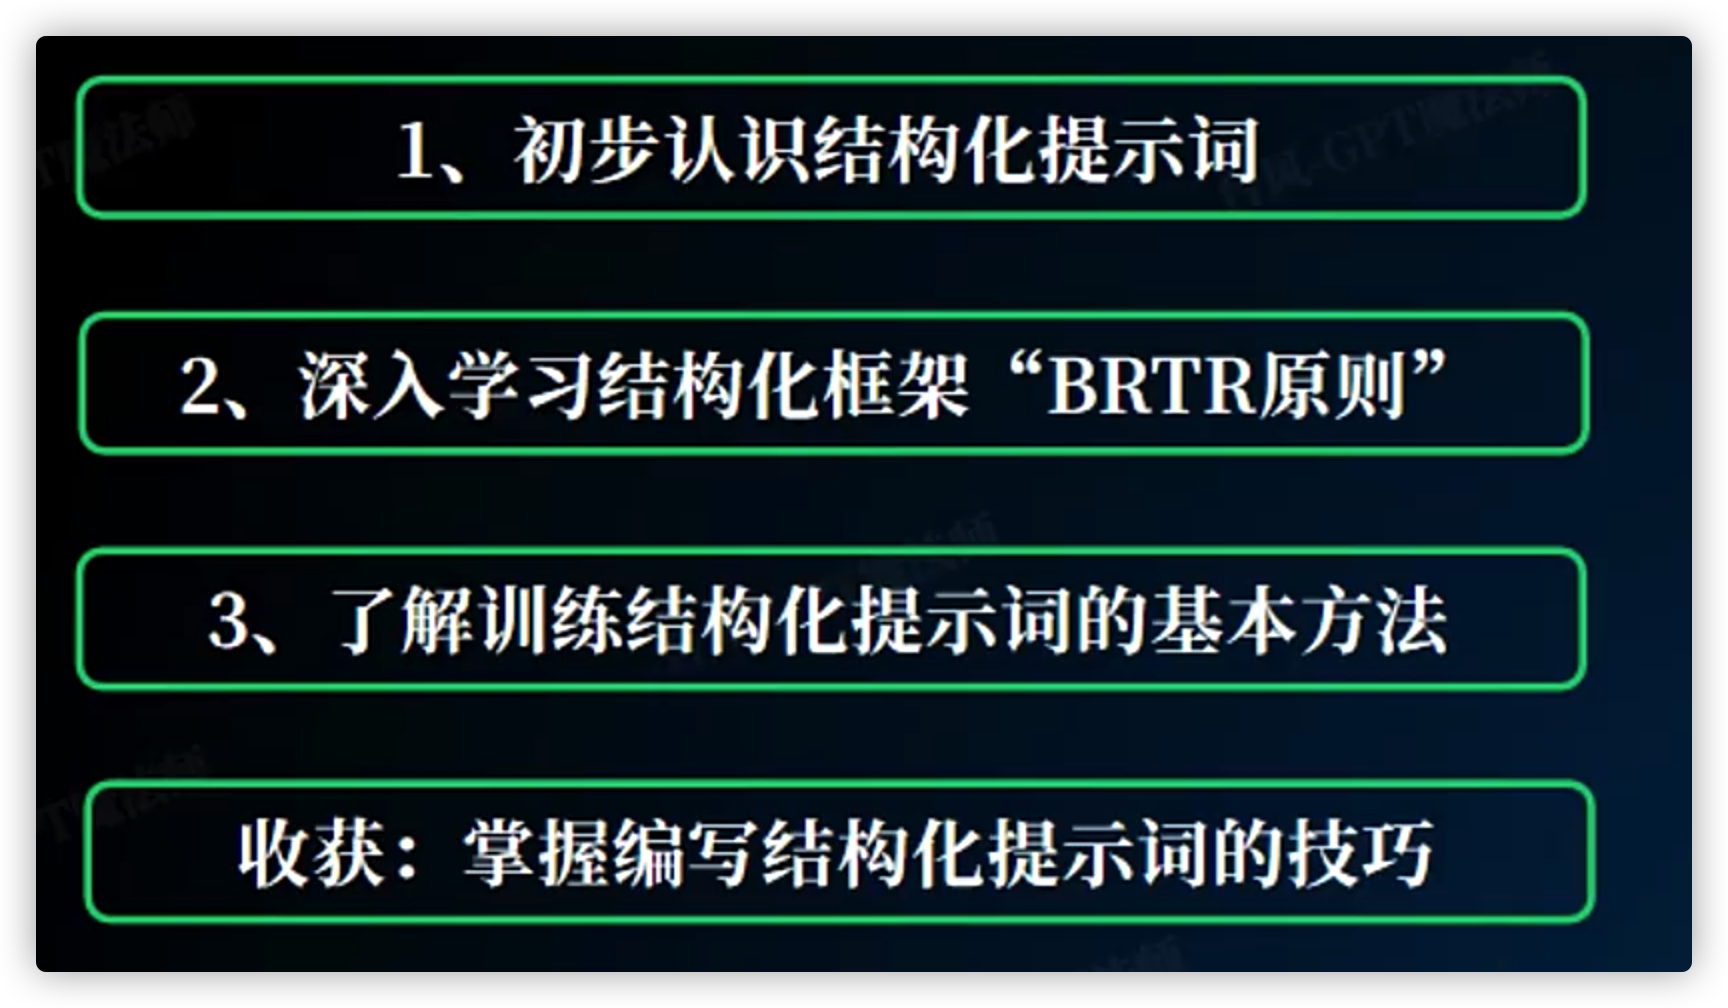 1、初步认识结构化提示词
2、深入学习结构化框架“BRTR原则”
3、了解训练结构化提示词的基本方法
收获：掌握编写结构化提示词的技巧